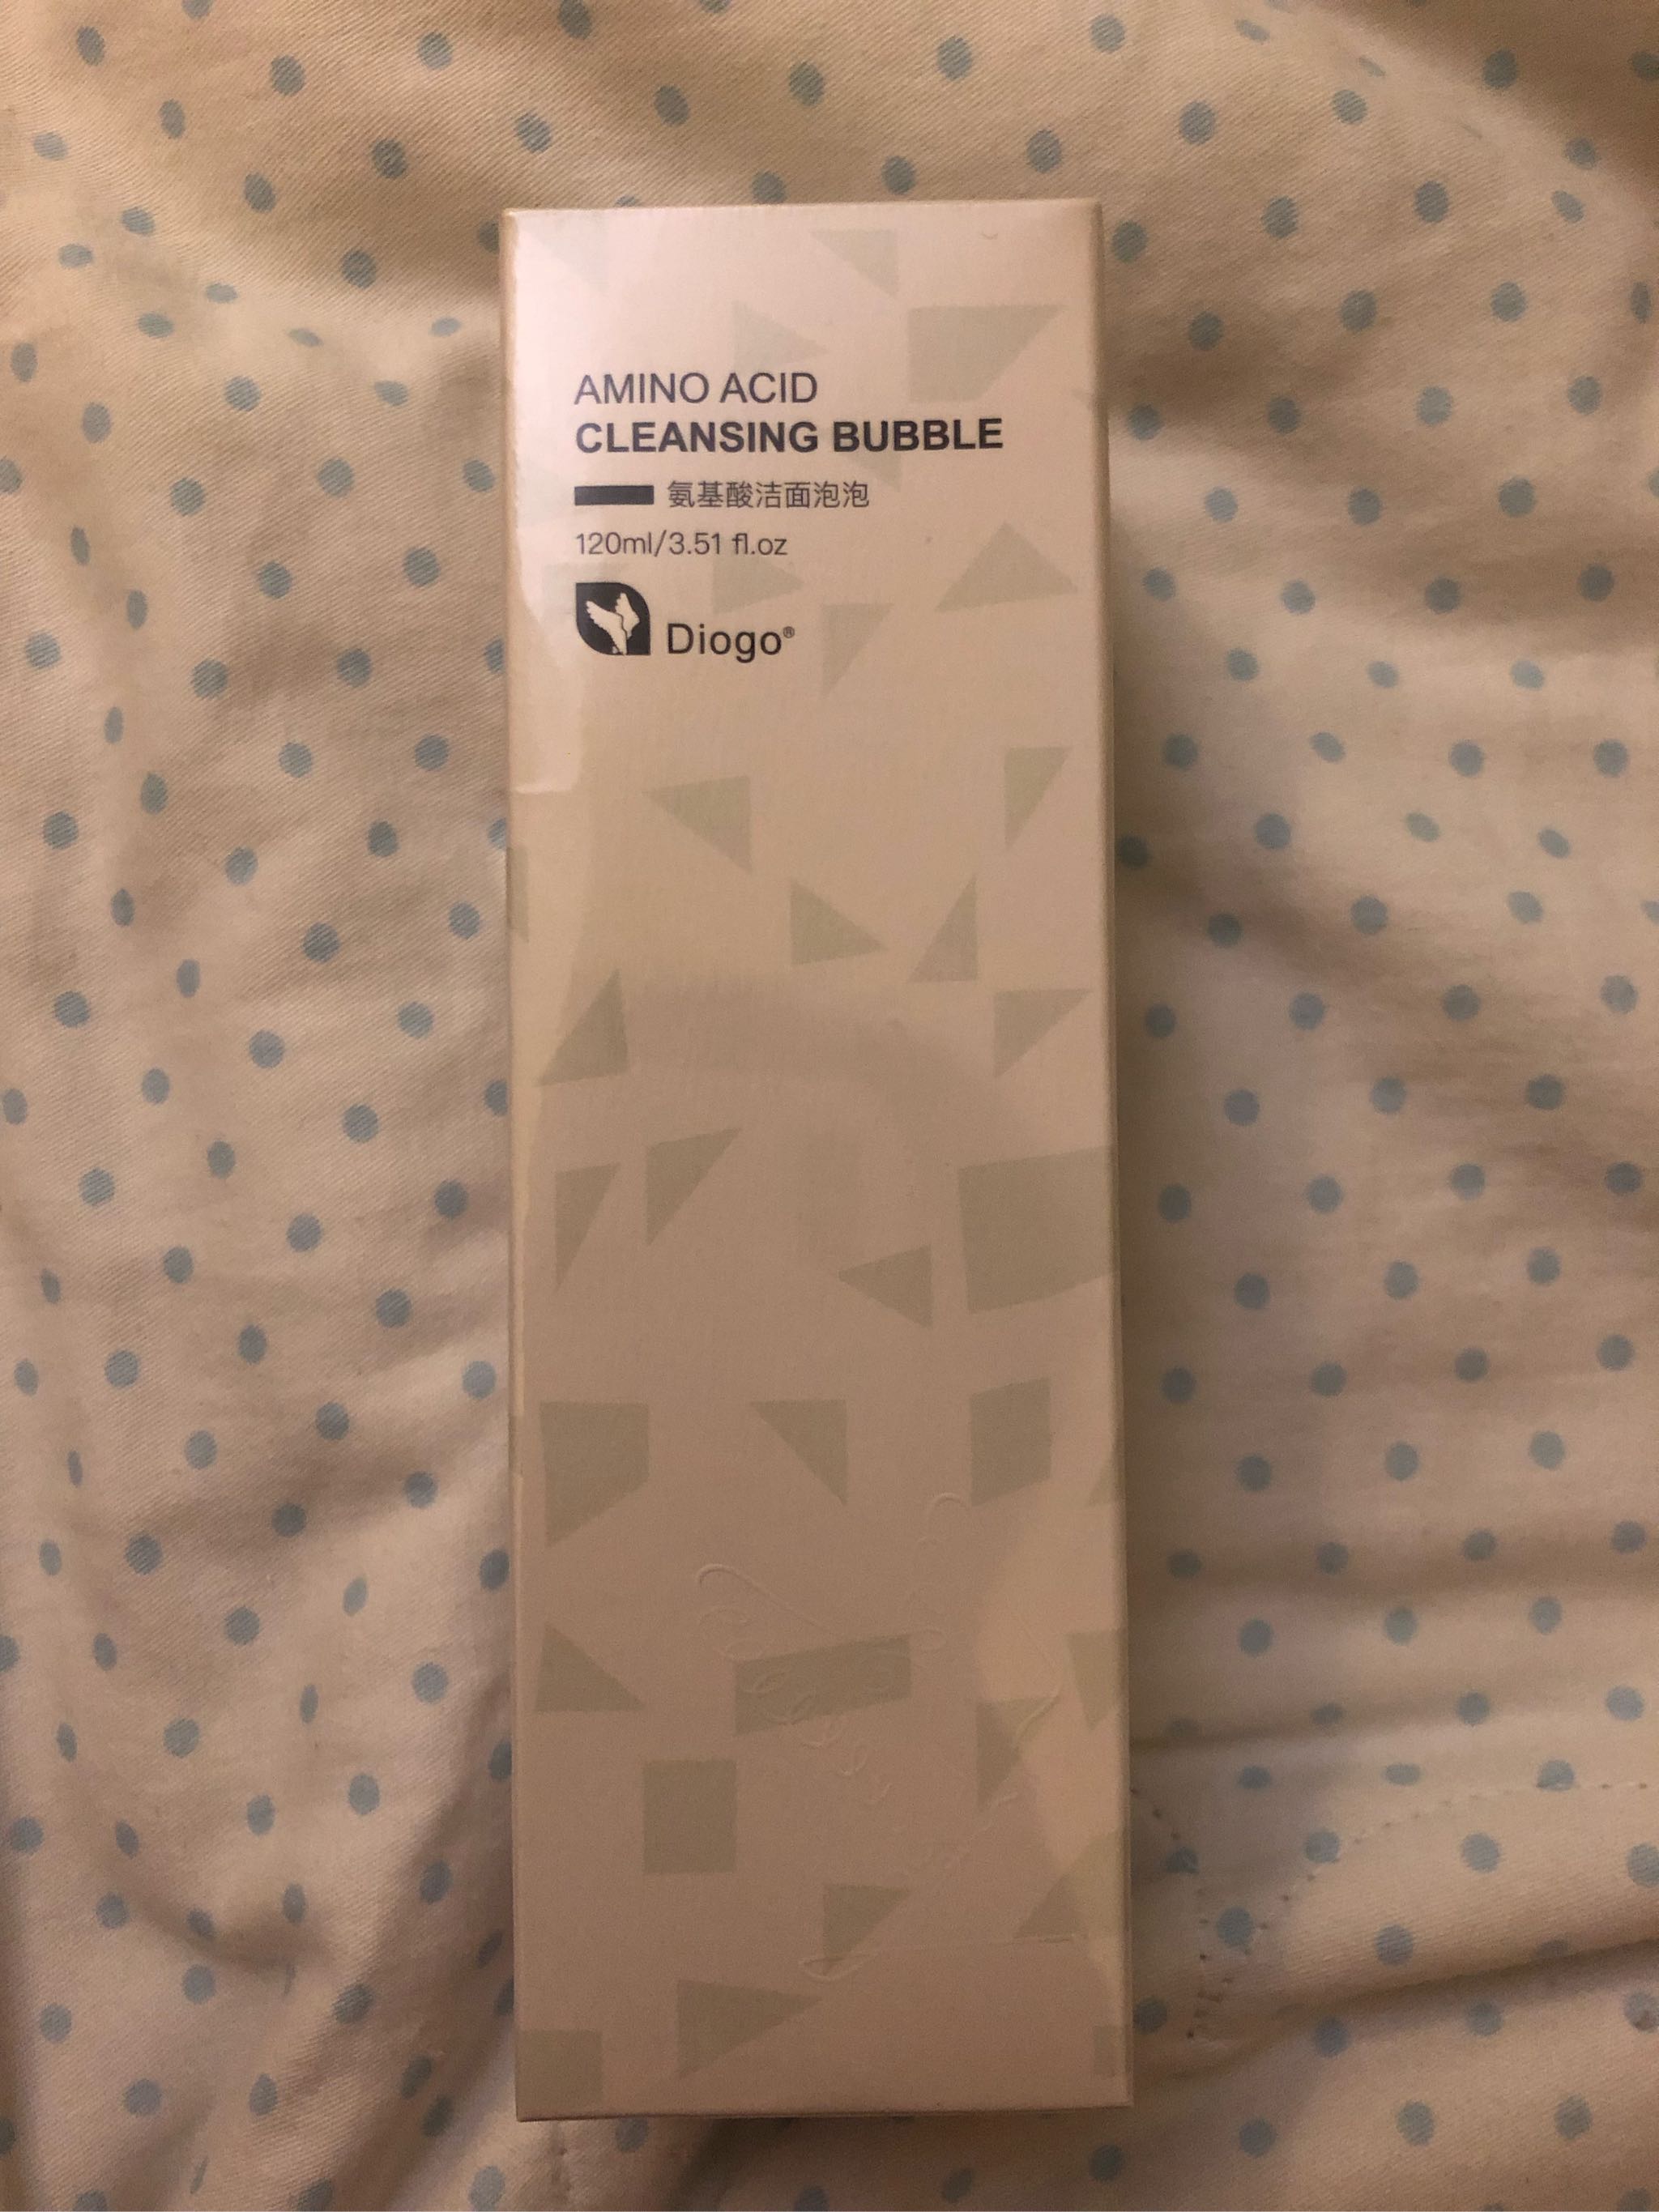 AMINO ACID
CLEANSING BUBBLE
氨基酸洁面泡泡
120ml/3.51 fl.oz
Diogo®